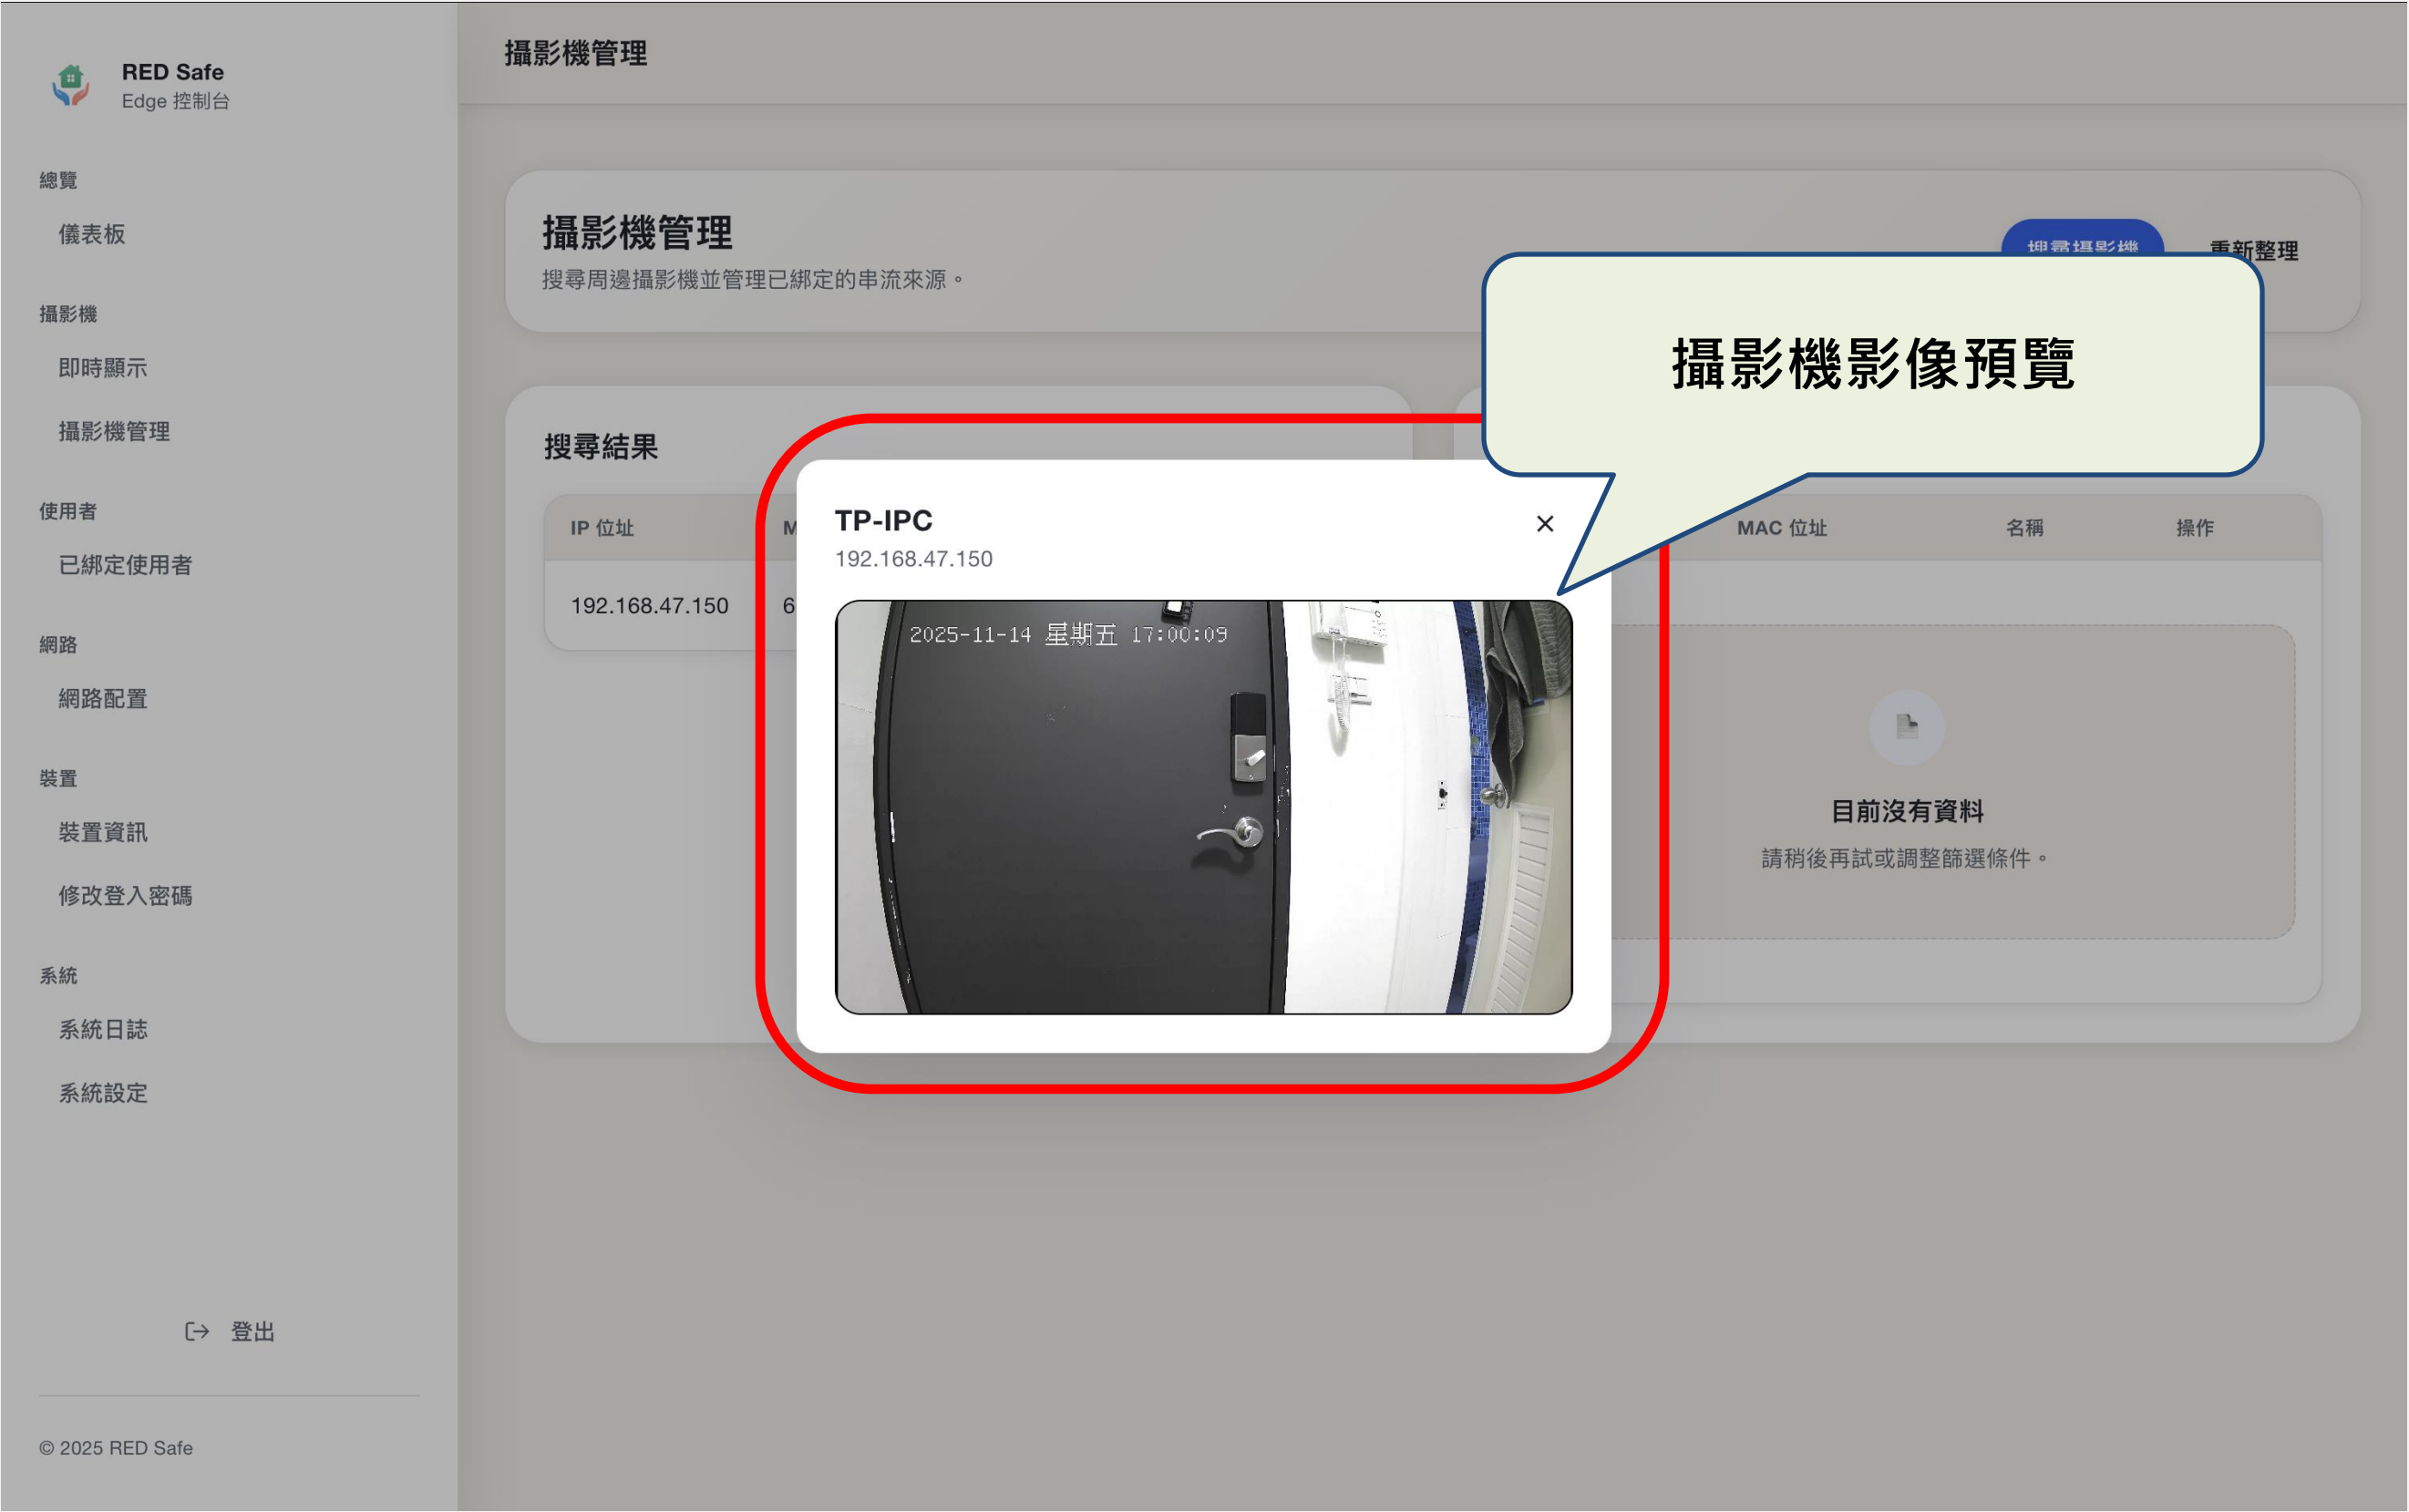 RED Safe
Edge 控制台
總覽
儀表板
攝影機
即時顯示
攝影機管理
使用者
已綁定使用者
網路
網路配置
裝置
裝置資訊
修改登入密碼
系統
系統日誌
系統設定
登出
© 2025 RED Safe
攝影機管理
攝影機管理
搜尋周邊攝影機並管理已綁定的串流來源。
搜尋攝影機
重新整理
攝影機影像預覽
搜尋結果
IP 位址
M
192.168.47.150
6
TP-IPC
192.168.47.150
2025-11-14 星期五 17:00:09
MAC 位址
名稱
操作
目前沒有資料
請稍後再試或調整篩選條件。